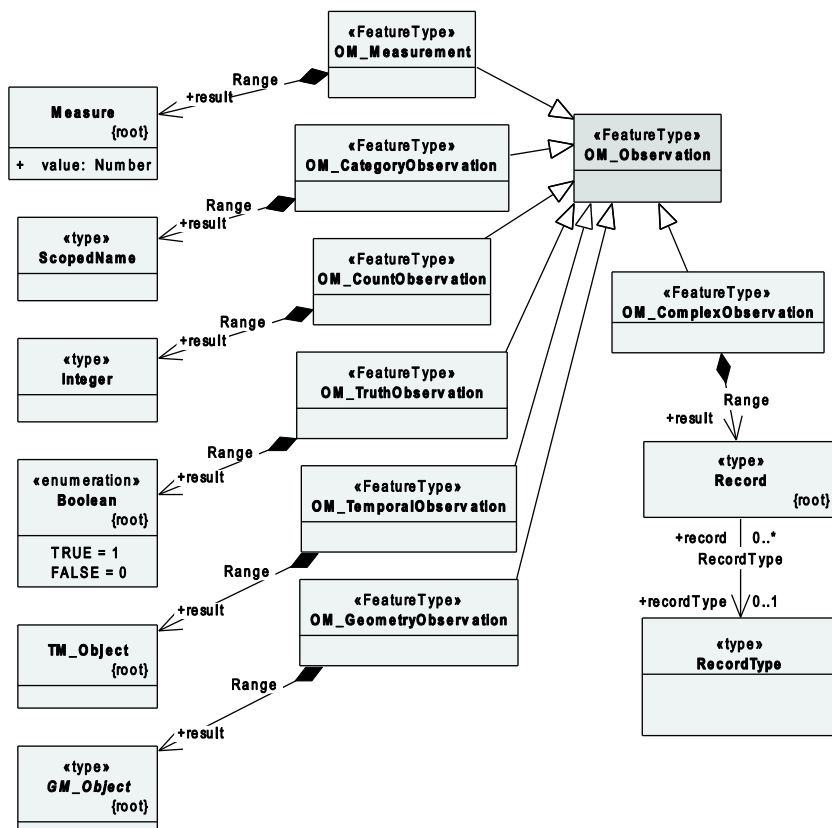 «FeatureType»
OM_Measurement
Range
+result
Measure
{root}
+ value: Number
«FeatureType»
OM_Observation
«FeatureType»
OM_CategoryObservation
Range
+result
«type»
ScopedName
«FeatureType»
OM_CountObservation
Range
+result
«type»
Integer
«FeatureType»
OM_ComplexObservation
Range
+result
«FeatureType»
OM_TruthObservation
Range
+result
«enumeration»
Boolean
{root}
TRUE = 1
FALSE = 0
«type»
Record
{root}
+record 0..*
RecordType
+recordType 0..1
«type»
RecordType
«FeatureType»
OM_TemporalObservation
Range
+result
TM_Object
{root}
«FeatureType»
OM_GeometryObservation
Range
+result
«type»
GM_Object
{root}